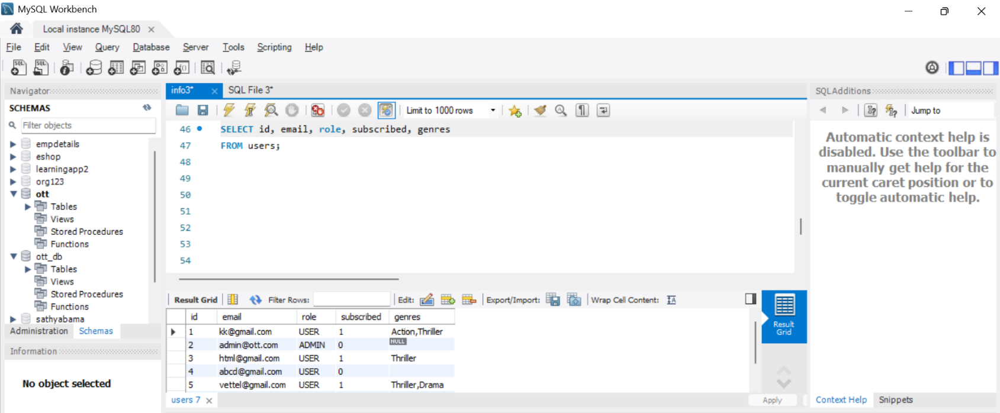 MySQL Workbench
Local instance MySQL80
File Edit View Query Database Server Tools Scripting Help
Navigator
SCHEMAS
Filter objects
empdetails
eshop
learningapp2
org123
ott
Tables
Views
Stored Procedures
Functions
ott_db
Tables
Views
Stored Procedures
Functions
sathyabama
Administration Schemas
Information
No object selected
info3* SQL File 3*
Limit to 1000 rows
46 SELECT id, email, role, subscribed, genres
47 FROM users;
48
49
50
51
52
53
54
Result Grid Filter Rows: Edit: Export/Import: Wrap Cell Content:
id email role subscribed genres
1 kk@gmail.com USER 1 Action,Thriller
2 admin@ott.com ADMIN 0 NULL
3 html@gmail.com USER 1 Thriller
4 abcd@gmail.com USER 0
5 vettel@gmail.com USER 1 Thriller,Drama
Result
Grid
users 7
Apply
SQLAdditions
Jump to
Automatic context help is
disabled. Use the toolbar to
manually get help for the
current caret position or to
toggle automatic help.
Context Help Snippets